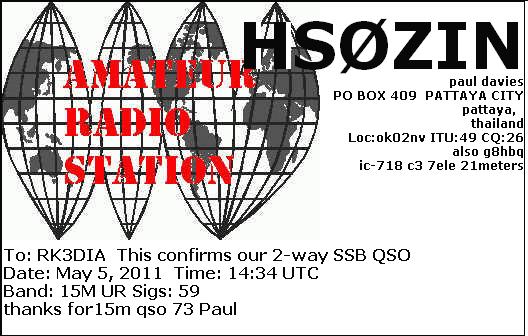 HSØZIN
AMATEUR
RADIO
STATION
paul davies
PO BOX 409  PATTAYA CITY
pattaya,
thailand
Loc:ok02nv ITU:49 CQ:26
also g8hbq
ic-718 c3 7ele 21meters
To: RK3DIA  This confirms our 2-way SSB QSO
Date: May 5, 2011  Time: 14:34 UTC
Band: 15M UR Sigs: 59
thanks for15m qso 73 Paul